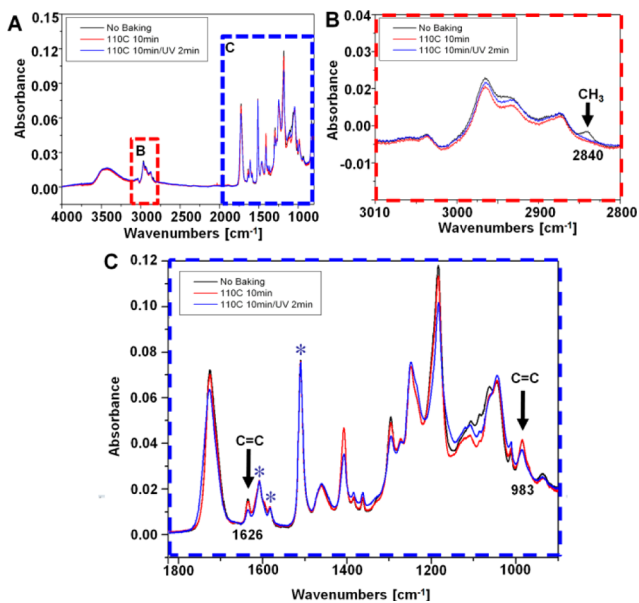 A
No Baking
110C 10min
110C 10min/UV 2min
C
B
Absorbance
0.15
0.12
0.09
0.06
0.03
0.00
4000 3500 3000 2500 2000 1500 1000
Wavenumbers [cm-1]
B
No Baking
110C 10min
110C 10min/UV 2min
CH3
2840
Absorbance
0.04
0.02
0.00
-0.01
3010 3000 2900 2800
Wavenumbers [cm-1]
C
No Baking
110C 10min
110C 10min/UV 2min
*
*
*
C=C
1626
C=C
983
Absorbance
0.12
0.10
0.08
0.06
0.04
0.02
0.00
1800 1600 1400 1200 1000
Wavenumbers [cm-1]